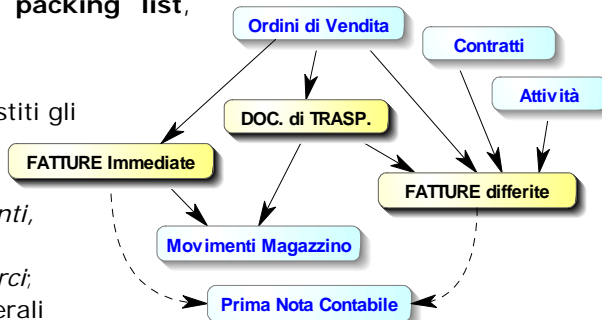 packing list,
Ordini di Vendita
Contratti
Attività
stiti gli
DOC. di TRASP.
FATTURE Immediate
FATTURE differite
nti,
Movimenti Magazzino
rci;
Prima Nota Contabile
erali